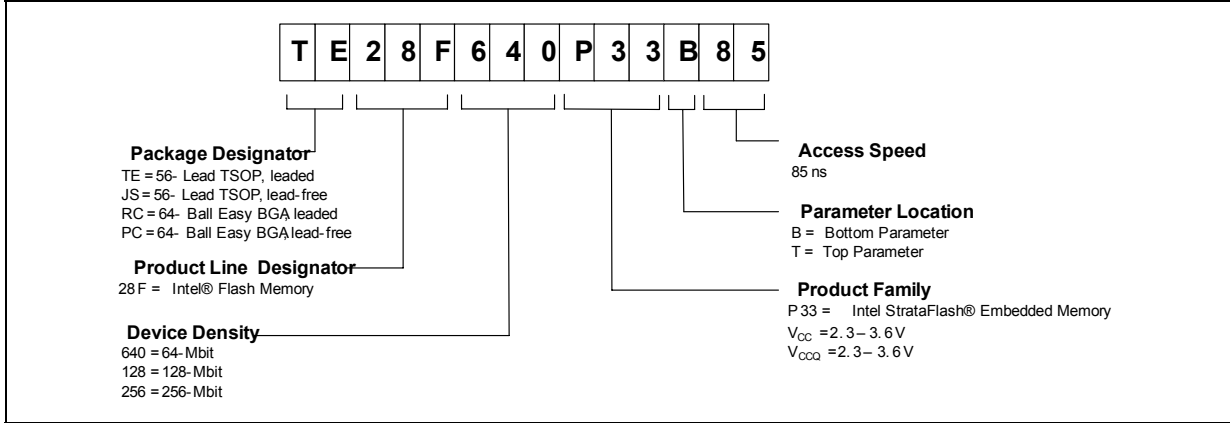 T E 2 8 F 6 4 0 P 3 3 B 8 5
Package Designator
TE = 56- Lead TSOP, leaded
JS = 56- Lead TSOP, lead-free
RC = 64- Ball Easy BGA, leaded
PC = 64- Ball Easy BGA, lead-free
Product Line Designator
28F = Intel® Flash Memory
Device Density
640 = 64-Mbit
128 = 128-Mbit
256 = 256-Mbit
Access Speed
85 ns
Parameter Location
B = Bottom Parameter
T = Top Parameter
Product Family
P33 = Intel StrataFlash® Embedded Memory
VCC = 2.3 – 3.6 V
VCCQ = 2.3 – 3.6 V